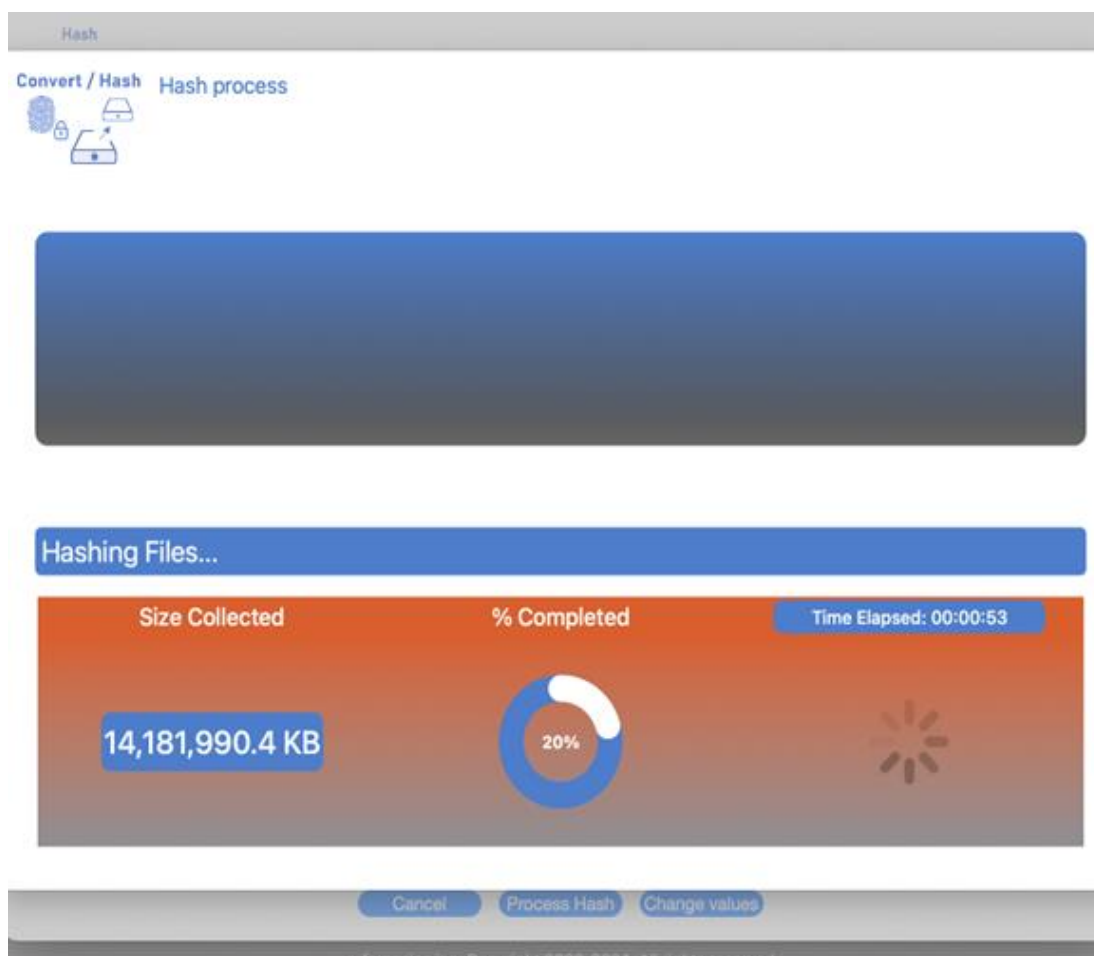 Hash
Convert / Hash
Hash process
Hashing Files...
Size Collected
% Completed
Time Elapsed: 00:00:53
14,181,990.4 KB
20%
Cancel
Process Hash
Change values